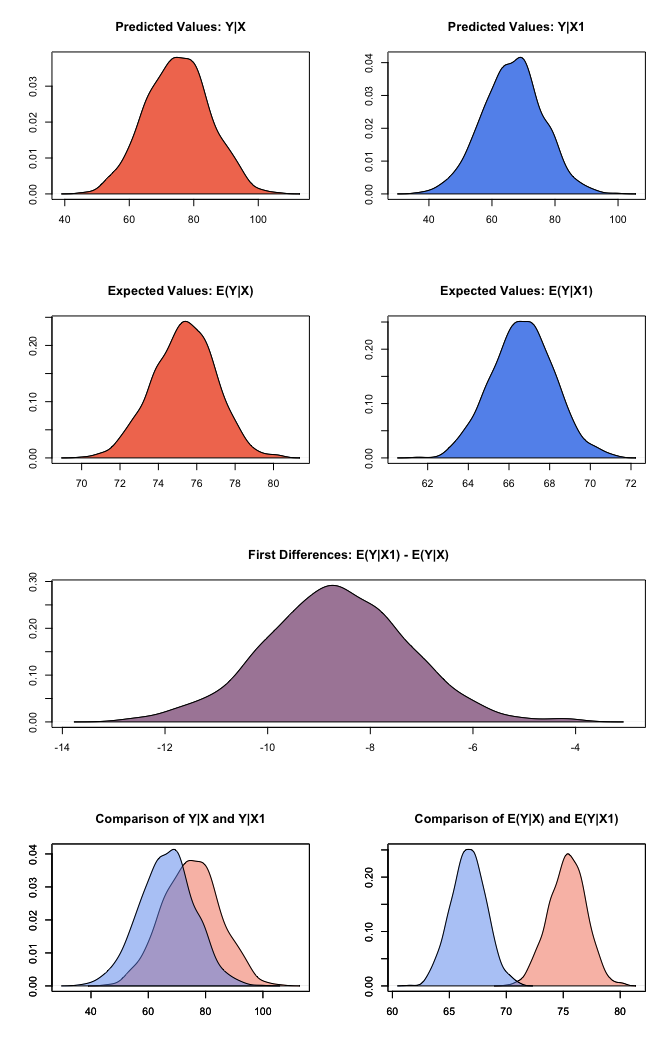 Predicted Values: Y|X
0.00 0.01 0.02 0.03
40 60 80 100
Predicted Values: Y|X1
0.00 0.01 0.02 0.03 0.04
40 60 80 100
Expected Values: E(Y|X)
0.00 0.10 0.20
70 72 74 76 78 80
Expected Values: E(Y|X1)
0.00 0.10 0.20
62 64 66 68 70 72
First Differences: E(Y|X1) - E(Y|X)
0.00 0.10 0.20 0.30
-14 -12 -10 -8 -6 -4
Comparison of Y|X and Y|X1
0.00 0.01 0.02 0.03 0.04
40 60 80 100
Comparison of E(Y|X) and E(Y|X1)
0.00 0.10 0.20
60 65 70 75 80